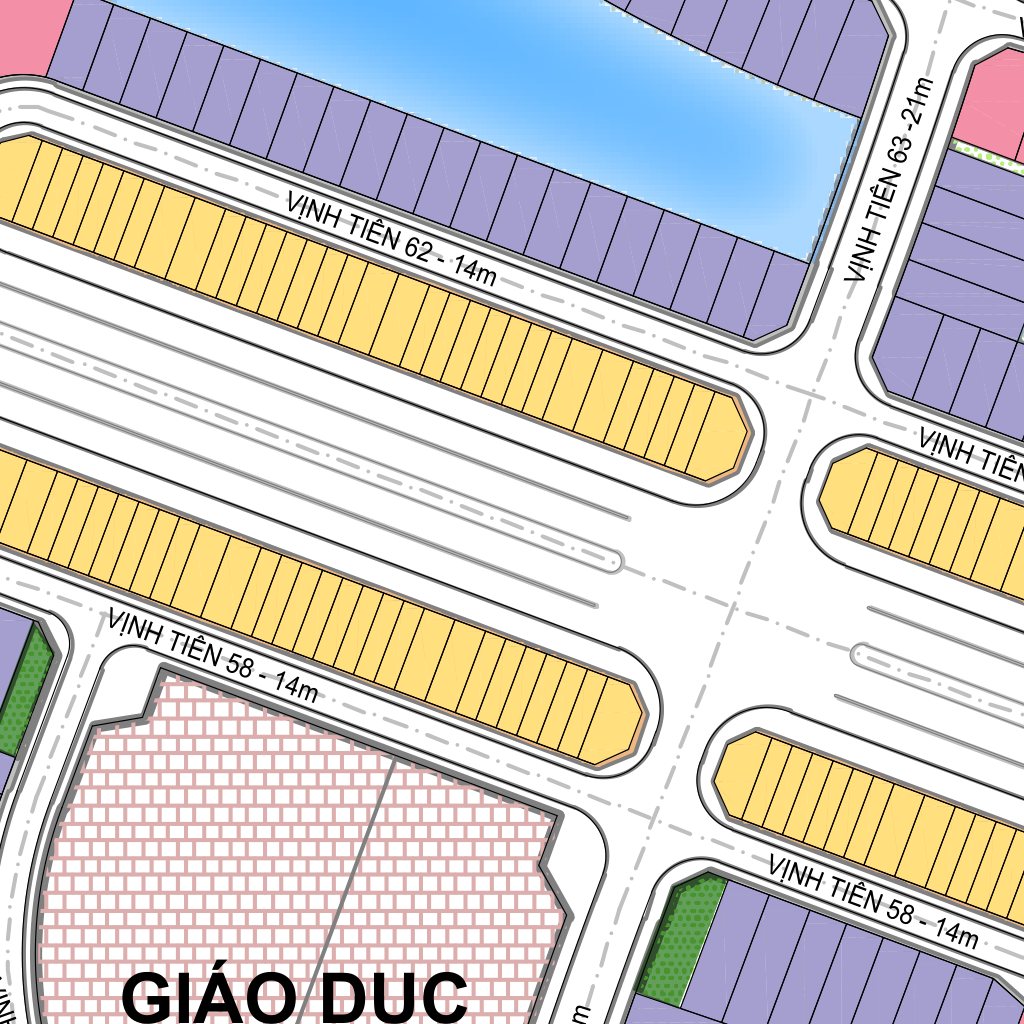 VỊNH TIÊN 63 -21m
VỊNH TIÊN 62 - 14m
VỊNH TIÊN
VỊNH TIÊN 58 - 14m
VỊNH TIÊN 58 - 14m
GIÁO DUC